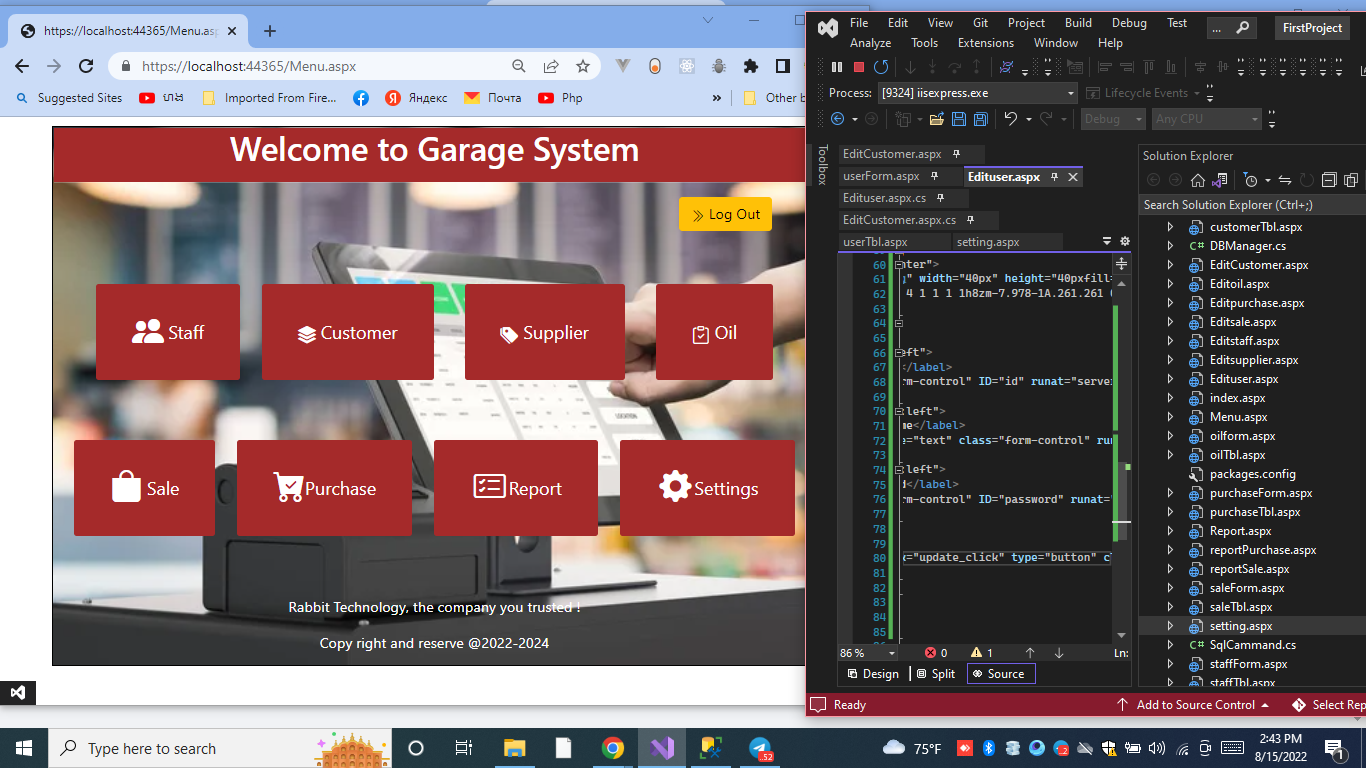 https://localhost:44365/Menu.asp
https://localhost:44365/Menu.aspx
Suggested Sites
Imported From Fire...
Яндекс
Почта
Php
»
Other b
Welcome to Garage System
Log Out
Staff
Customer
Supplier
Oil
Sale
Purchase
Report
Settings
LOCATION
Rabbit Technology, the company you trusted !
Copy right and reserve @2022-2024
File Edit View Git Project Build Debug Test
Analyze Tools Extensions Window Help
...
FirstProject
Process: [9324] iisexpress.exe
Lifecycle Events
Debug
Any CPU
Toolbox
EditCustomer.aspx
userForm.aspx
Edituser.aspx
Edituser.aspx.cs
EditCustomer.aspx.cs
userTbl.aspx
setting.aspx
60 nter">
61 " width="40px" height="40pxfill=
62 4 1 1 1 1h8zm-7.978-1A.261.261
63
64
65
66 eft">
67 </label>
68 rm-control" ID="id" runat="serve
69
70 left">
71 me</label>
72 e="text" class="form-control" ru
73
74 left">
75 d</label>
76 rm-control" ID="password" runat="
77
78
79
80 k="update_click" type="button" c
81
82
83
84
85
86 %
0
1
Ln:
Design
Split
Source
Solution Explorer
Search Solution Explorer (Ctrl+;)
customerTbl.aspx
C# DBManager.cs
EditCustomer.aspx
Editoil.aspx
Editpurchase.aspx
Editsale.aspx
Editstaff.aspx
Editsupplier.aspx
Edituser.aspx
index.aspx
Menu.aspx
oilform.aspx
oilTbl.aspx
packages.config
purchaseForm.aspx
purchaseTbl.aspx
Report.aspx
reportPurchase.aspx
reportSale.aspx
saleForm.aspx
saleTbl.aspx
setting.aspx
C# SqlCammand.cs
staffForm.aspx
staffTbl.aspx
Ready
Add to Source Control
Select Rep
Type here to search
.52
75°F
2:43 PM
8/15/2022
1